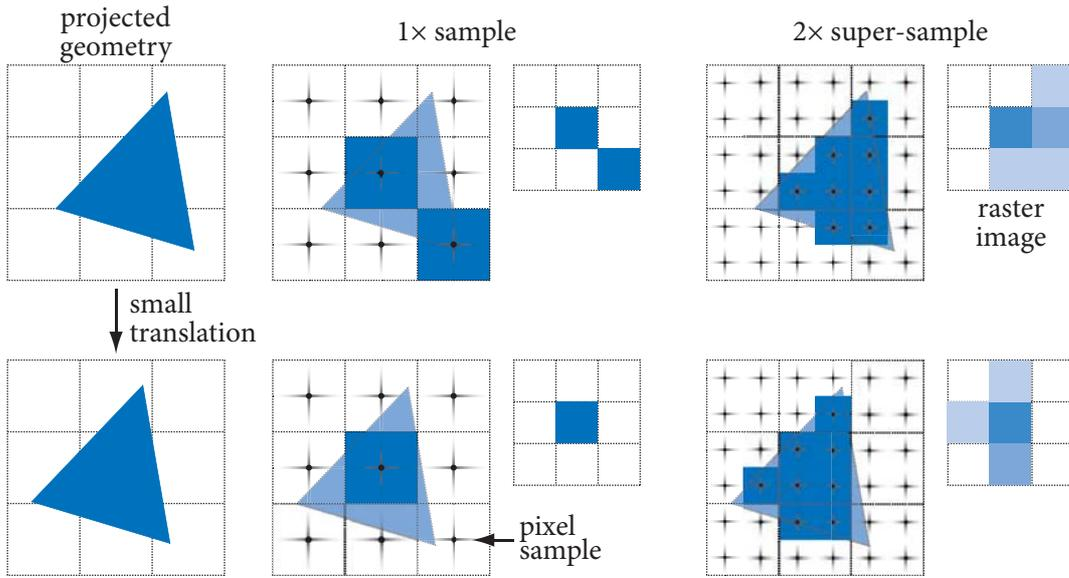 projected
geometry
1× sample
2× super-sample
raster
image
small
translation
pixel
sample